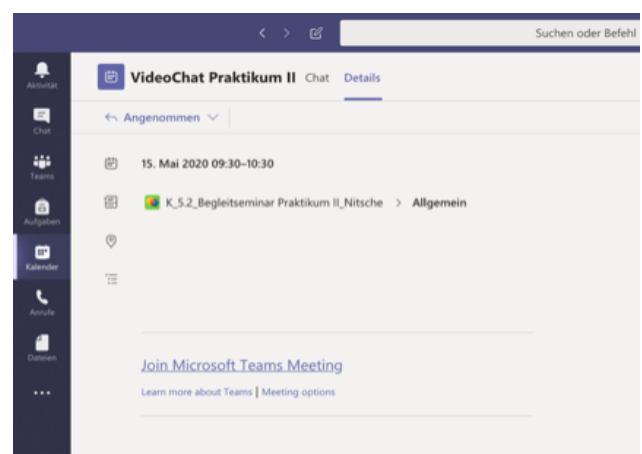 Suchen oder Befehl
Aktivität
Chat
Teams
Aufgaben
Kalender
Anrufe
Dateien
VideoChat Praktikum II Chat Details
Angenommen
15. Mai 2020 09:30–10:30
K_5.2_Begleitseminar Praktikum II_Nitsche > Allgemein
Join Microsoft Teams Meeting
Learn more about Teams | Meeting options